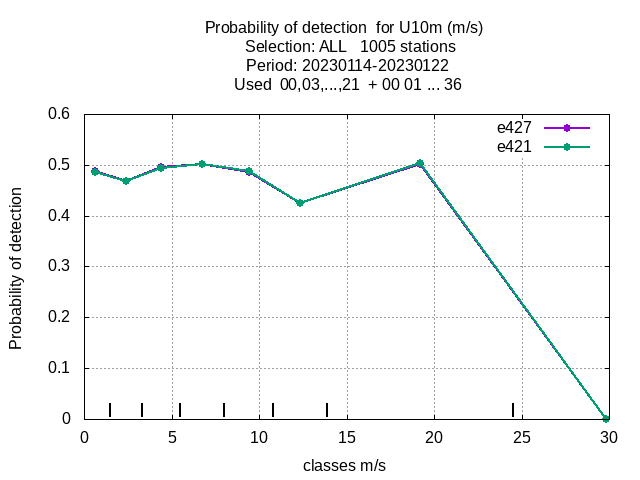 Probability of detection  for U10m (m/s)
Selection: ALL   1005 stations
Period: 20230114-20230122
Used  00,03,...,21  + 00 01 ... 36
e427
e421
0.6
0.5
0.4
0.3
0.2
0.1
0
Probability of detection
0 5 10 15 20 25 30
classes m/s